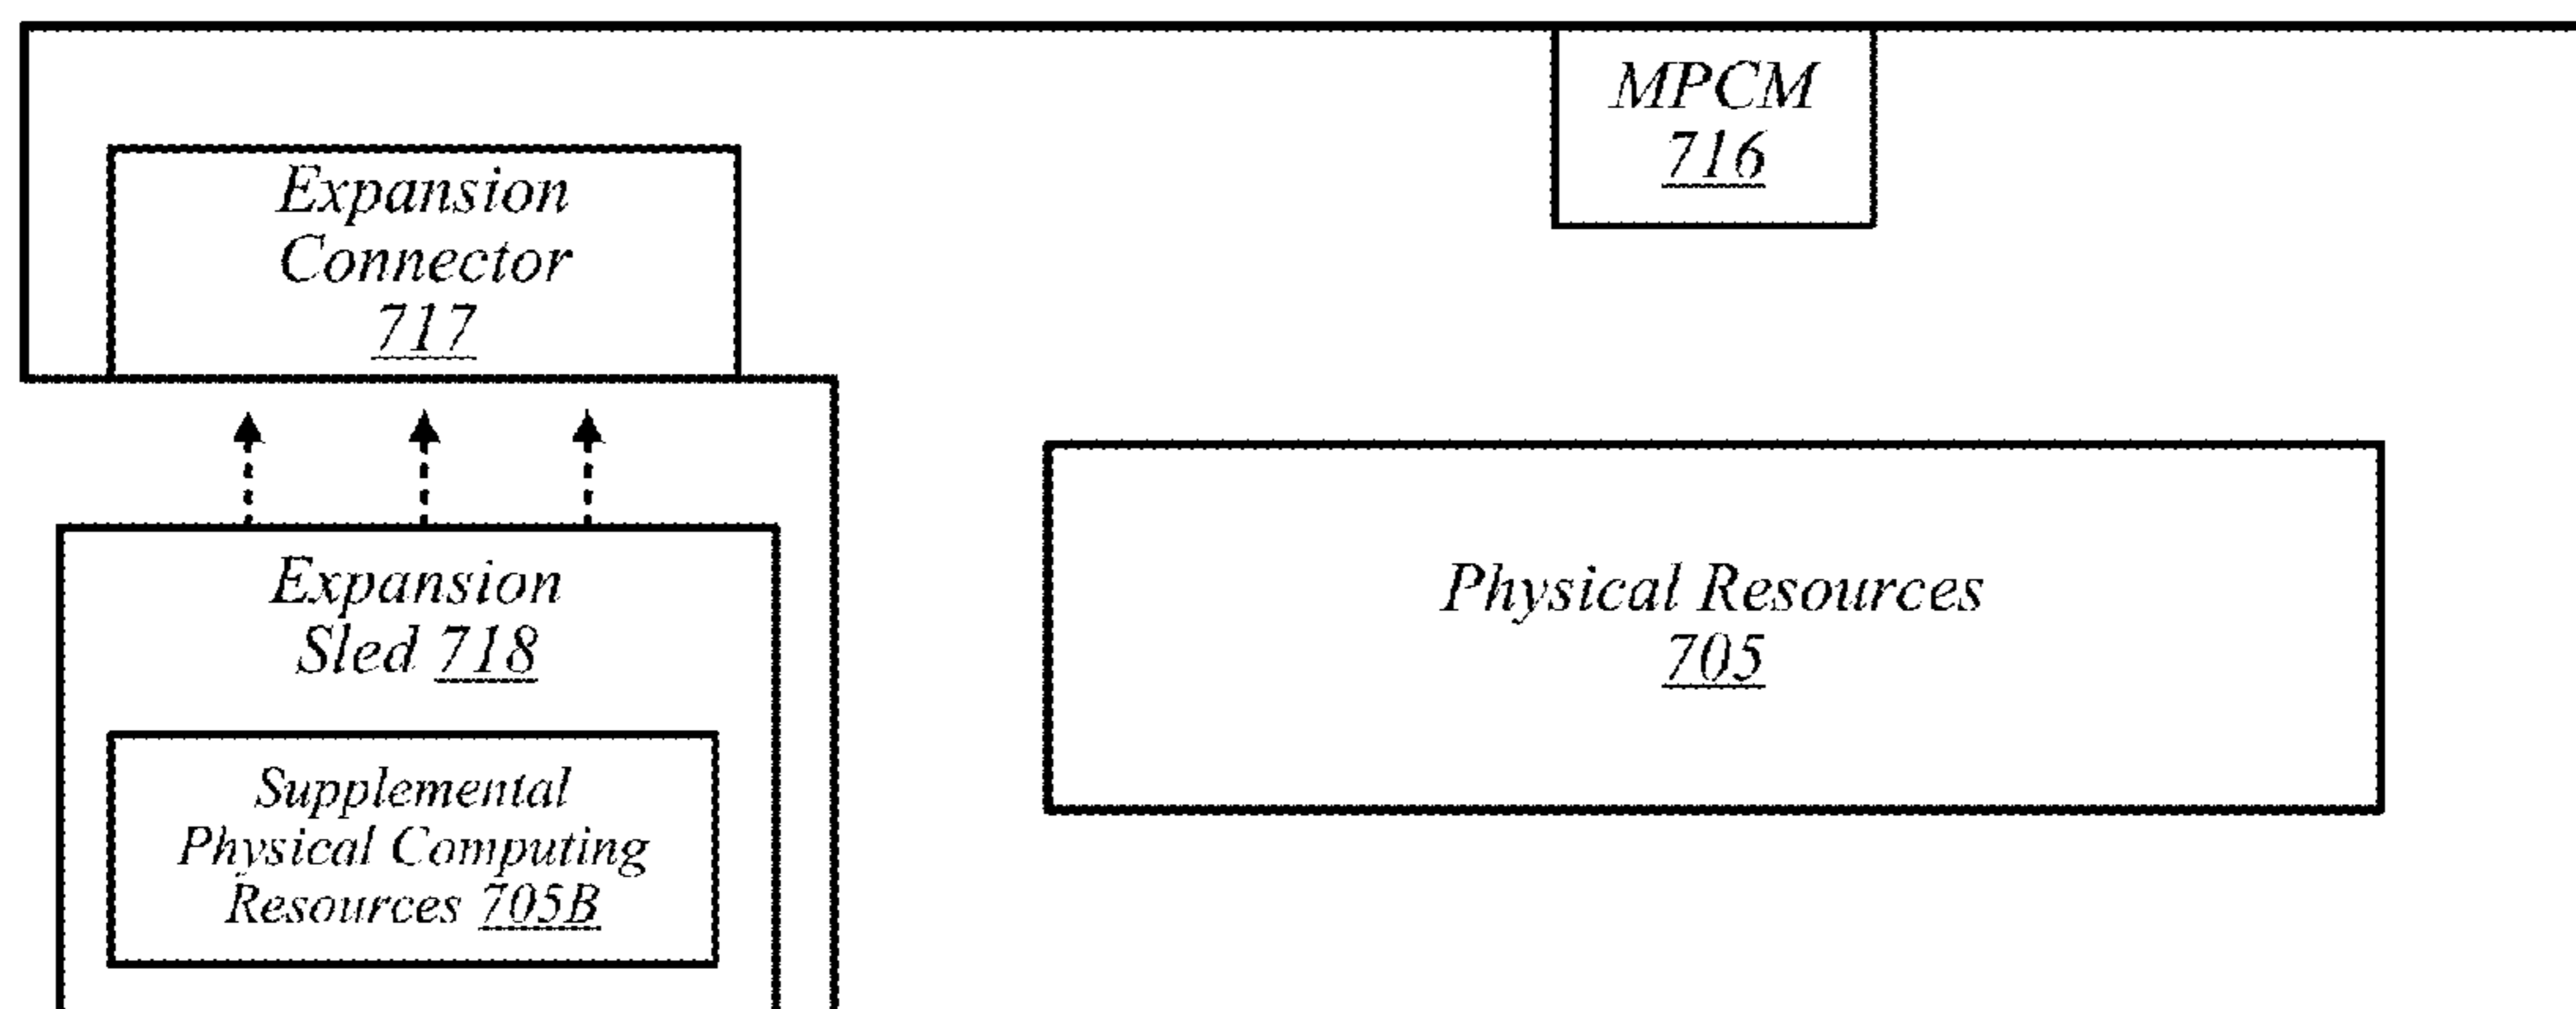 MPCM
716
Expansion
Connector
717
Expansion
Sled 718
Physical Resources
705
Supplemental
Physical Computing
Resources 705B